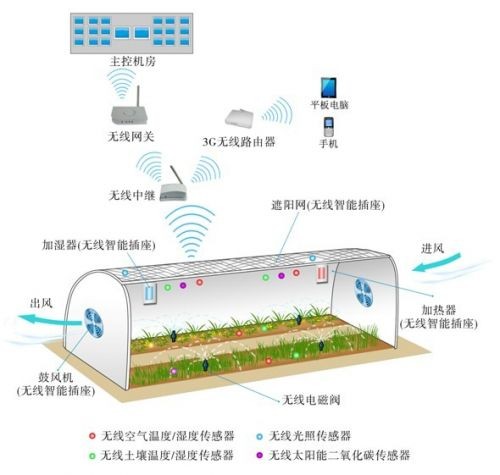 主控机房
平板电脑
无线网关
3G无线路由器
手机
无线中继
遮阳网(无线智能插座)
加湿器(无线智能插座)
进风
出风
加热器
(无线智能插座)
鼓风机
(无线智能插座)
无线电磁阀
无线空气温度/湿度传感器
无线光照传感器
无线土壤温度/湿度传感器
无线太阳能二氧化碳传感器